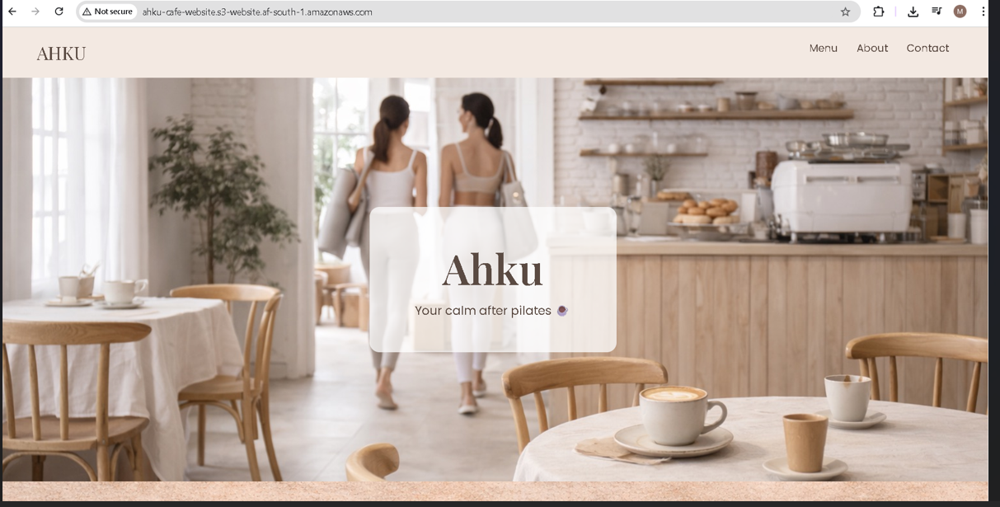 Not secure ahku-cafe-website.s3-website.af-south-1.amazonaws.com M
AHKU Menu About Contact
Ahku
Your calm after pilates